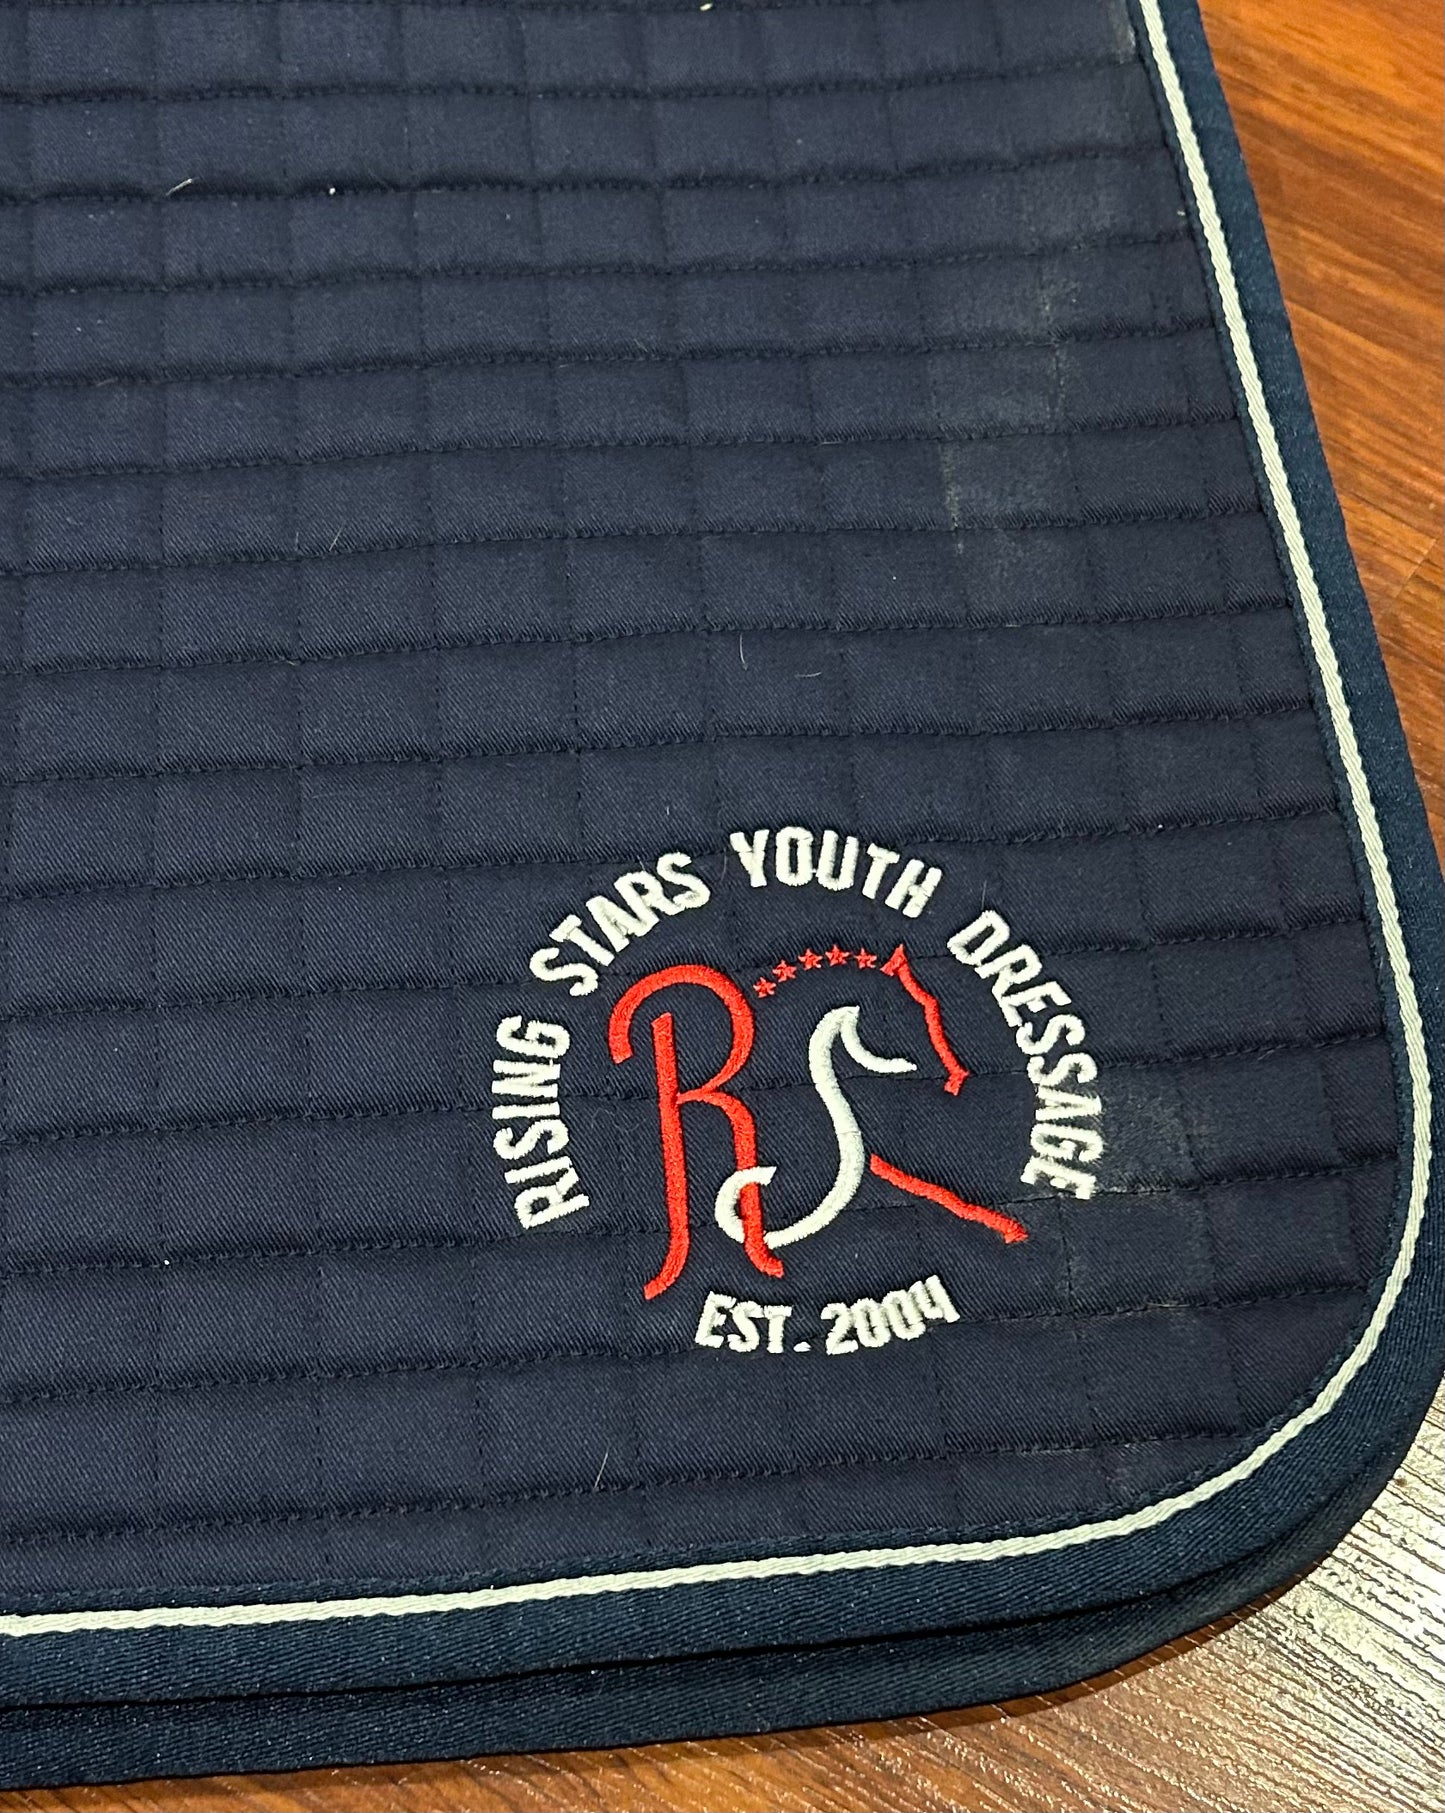 RISING STARS YOUTH DRESSAGE
RS
EST. 2004